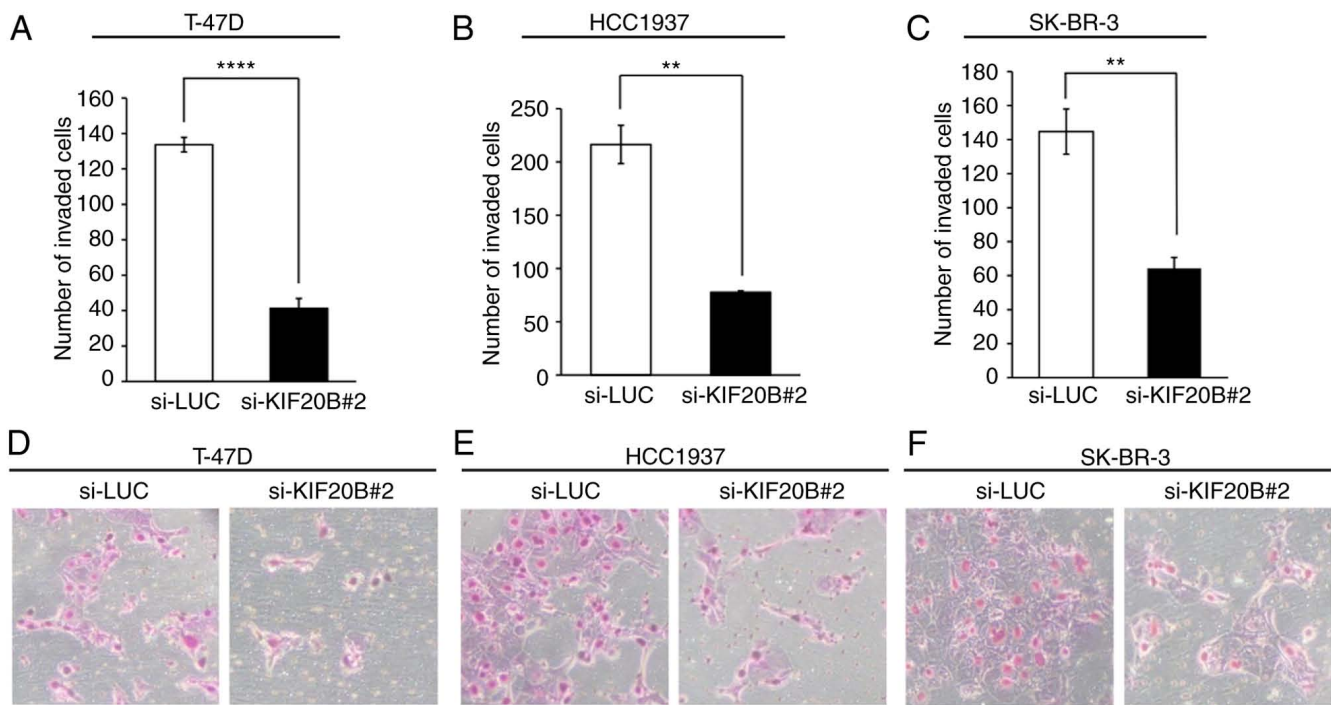 A
T-47D
****
Number of invaded cells
160
140
120
100
80
60
40
20
0
si-LUC si-KIF20B#2
B
HCC1937
**
Number of invaded cells
250
200
150
100
50
0
si-LUC si-KIF20B#2
C
SK-BR-3
**
Number of invaded cells
180
160
140
120
100
80
60
40
20
0
si-LUC si-KIF20B#2
D
T-47D
si-LUC si-KIF20B#2
E
HCC1937
si-LUC si-KIF20B#2
F
SK-BR-3
si-LUC si-KIF20B#2